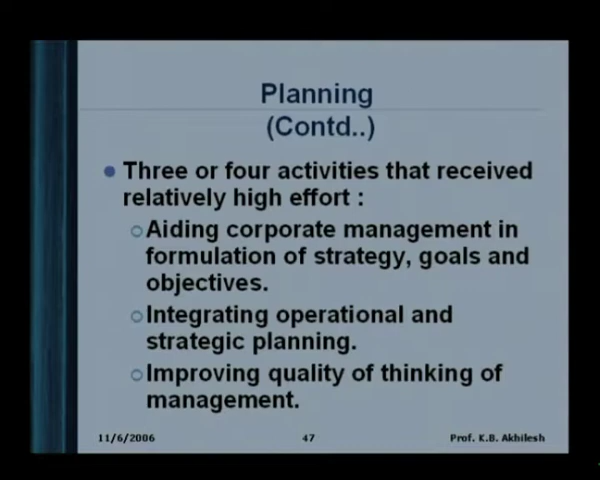 Planning
(Contd..)
Three or four activities that received
relatively high effort :
Aiding corporate management in
formulation of strategy, goals and
objectives.
Integrating operational and
strategic planning.
Improving quality of thinking of
management.
11/6/2006 47 Prof. K.B. Akhilesh